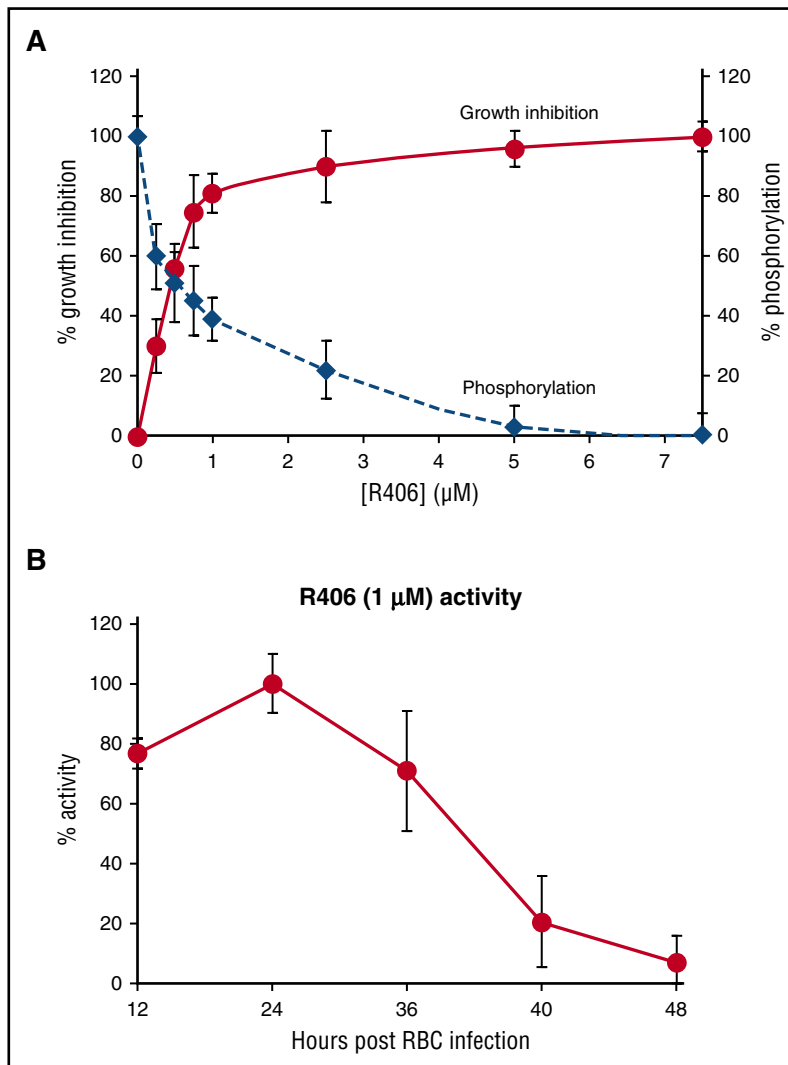 A
120 120
Growth inhibition
100 100
80 80
60 60
40 40
Phosphorylation
20 20
0 0
% growth inhibition
% phosphorylation
0 1 2 3 4 5 6 7
[R406] (µM)
B
R406 (1 µM) activity
120
100
80
60
40
20
0
% activity
12 24 36 40 48
Hours post RBC infection